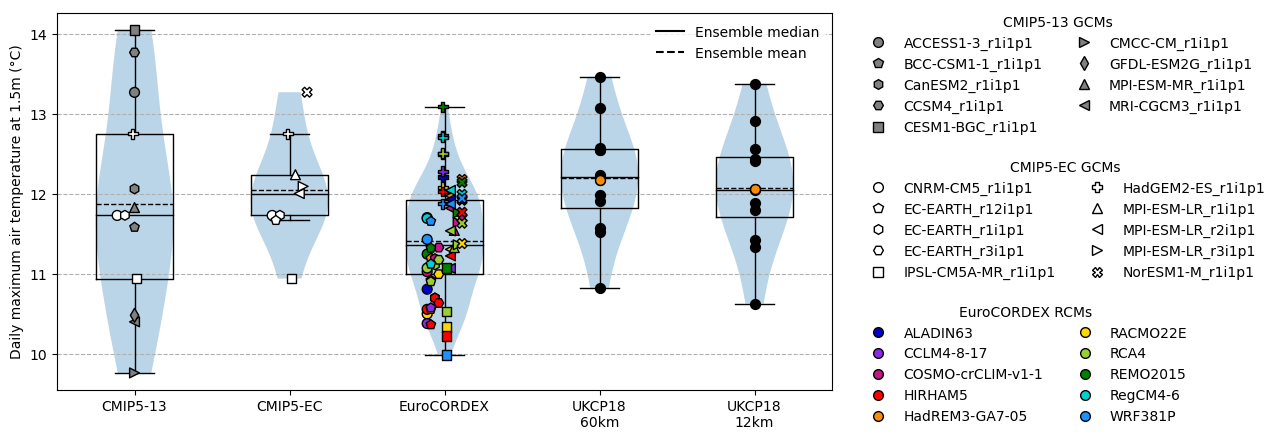 Daily maximum air temperature at 1.5m (°C)
14
13
12
11
10
Ensemble median
Ensemble mean
CMIP5-13
CMIP5-EC
EuroCORDEX
UKCP18
60km
UKCP18
12km
CMIP5-13 GCMs
ACCESS1-3_r1i1p1
BCC-CSM1-1_r1i1p1
CanESM2_r1i1p1
CCSM4_r1i1p1
CESM1-BGC_r1i1p1
CMCC-CM_r1i1p1
GFDL-ESM2G_r1i1p1
MPI-ESM-MR_r1i1p1
MRI-CGCM3_r1i1p1
CMIP5-EC GCMs
CNRM-CM5_r1i1p1
EC-EARTH_r12i1p1
EC-EARTH_r1i1p1
EC-EARTH_r3i1p1
IPSL-CM5A-MR_r1i1p1
HadGEM2-ES_r1i1p1
MPI-ESM-LR_r1i1p1
MPI-ESM-LR_r2i1p1
MPI-ESM-LR_r3i1p1
NorESM1-M_r1i1p1
EuroCORDEX RCMs
ALADIN63
CCLM4-8-17
COSMO-crCLIM-v1-1
HIRHAM5
HadREM3-GA7-05
RACMO22E
RCA4
REMO2015
RegCM4-6
WRF381P